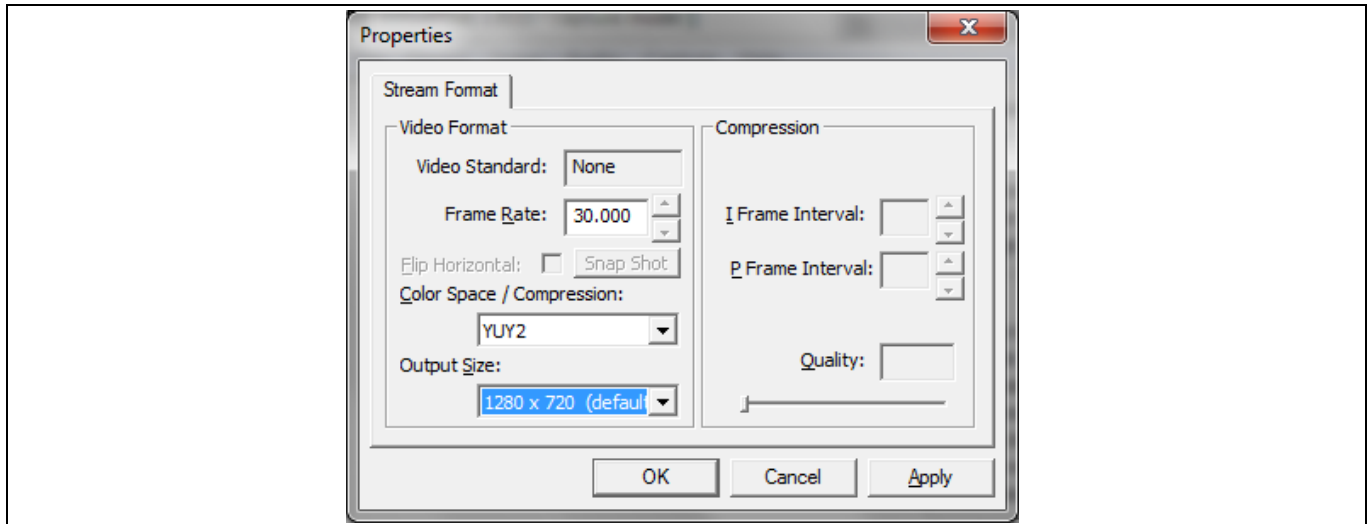 Properties
Stream Format
Video Format
Video Standard: None
Frame Rate: 30.000
Flip Horizontal: Snap Shot
Color Space / Compression:
YUY2
Output Size:
1280 x 720 (default
Compression
I Frame Interval:
P Frame Interval:
Quality:
OK Cancel Apply